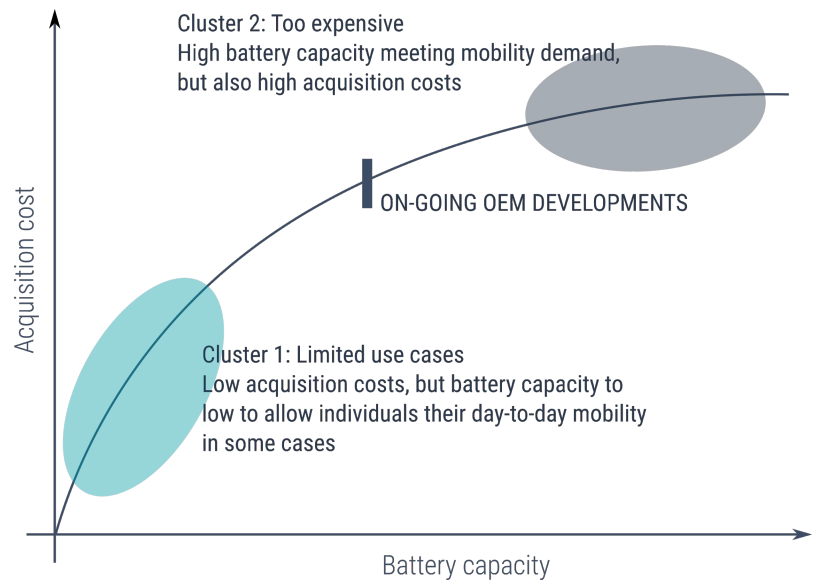 Cluster 2: Too expensive
High battery capacity meeting mobility demand,
but also high acquisition costs
ON-GOING OEM DEVELOPMENTS
Acquisition cost
Cluster 1: Limited use cases
Low acquisition costs, but battery capacity to
low to allow individuals their day-to-day mobility
in some cases
Battery capacity